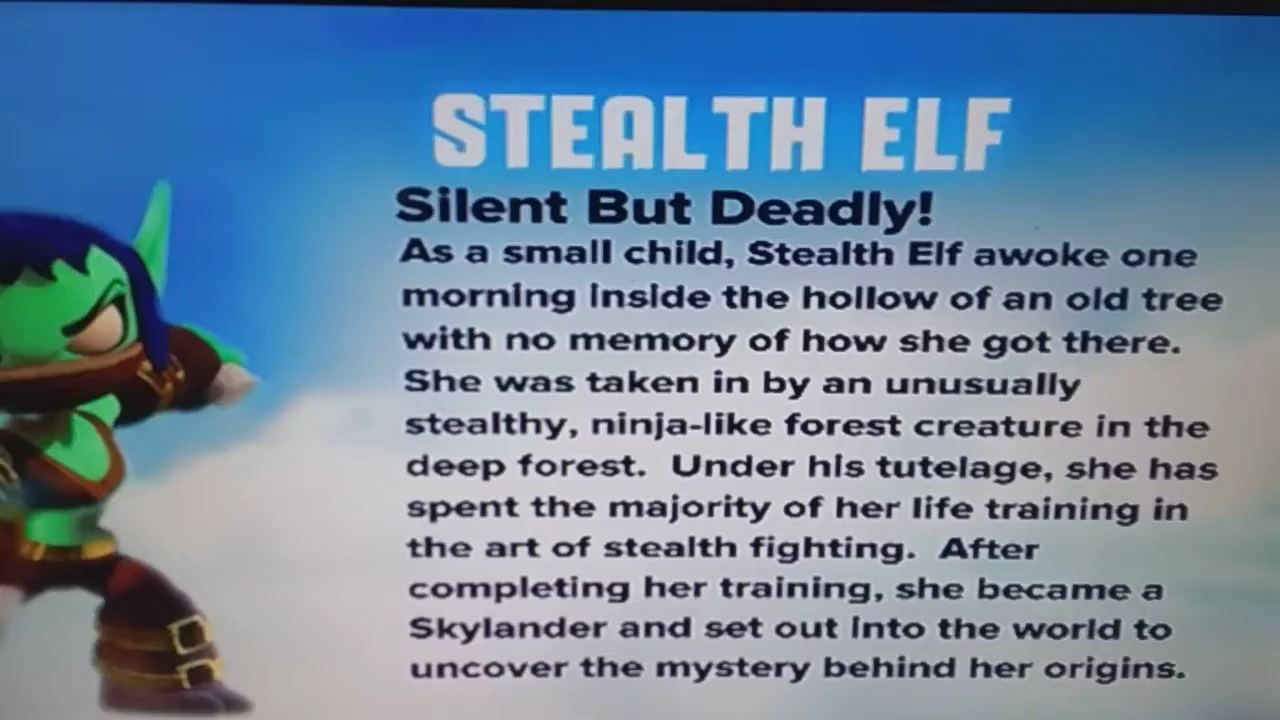 STEALTH ELF
Silent But Deadly!
As a small child, Stealth Elf awoke one
morning inside the hollow of an old tree
with no memory of how she got there.
She was taken in by an unusually
stealthy, ninja-like forest creature in the
deep forest.  Under his tutelage, she has
spent the majority of her life training in
the art of stealth fighting.  After
completing her training, she became a
Skylander and set out into the world to
uncover the mystery behind her origins.